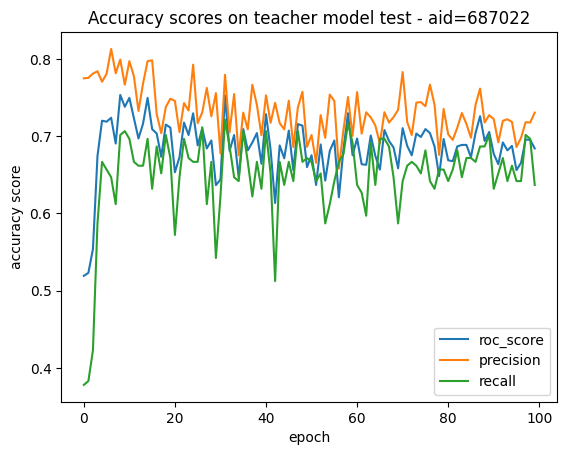 Accuracy scores on teacher model test - aid=687022
accuracy score
0.8
0.7
0.6
0.5
0.4
0 20 40 60 80 100
epoch
roc_score
precision
recall